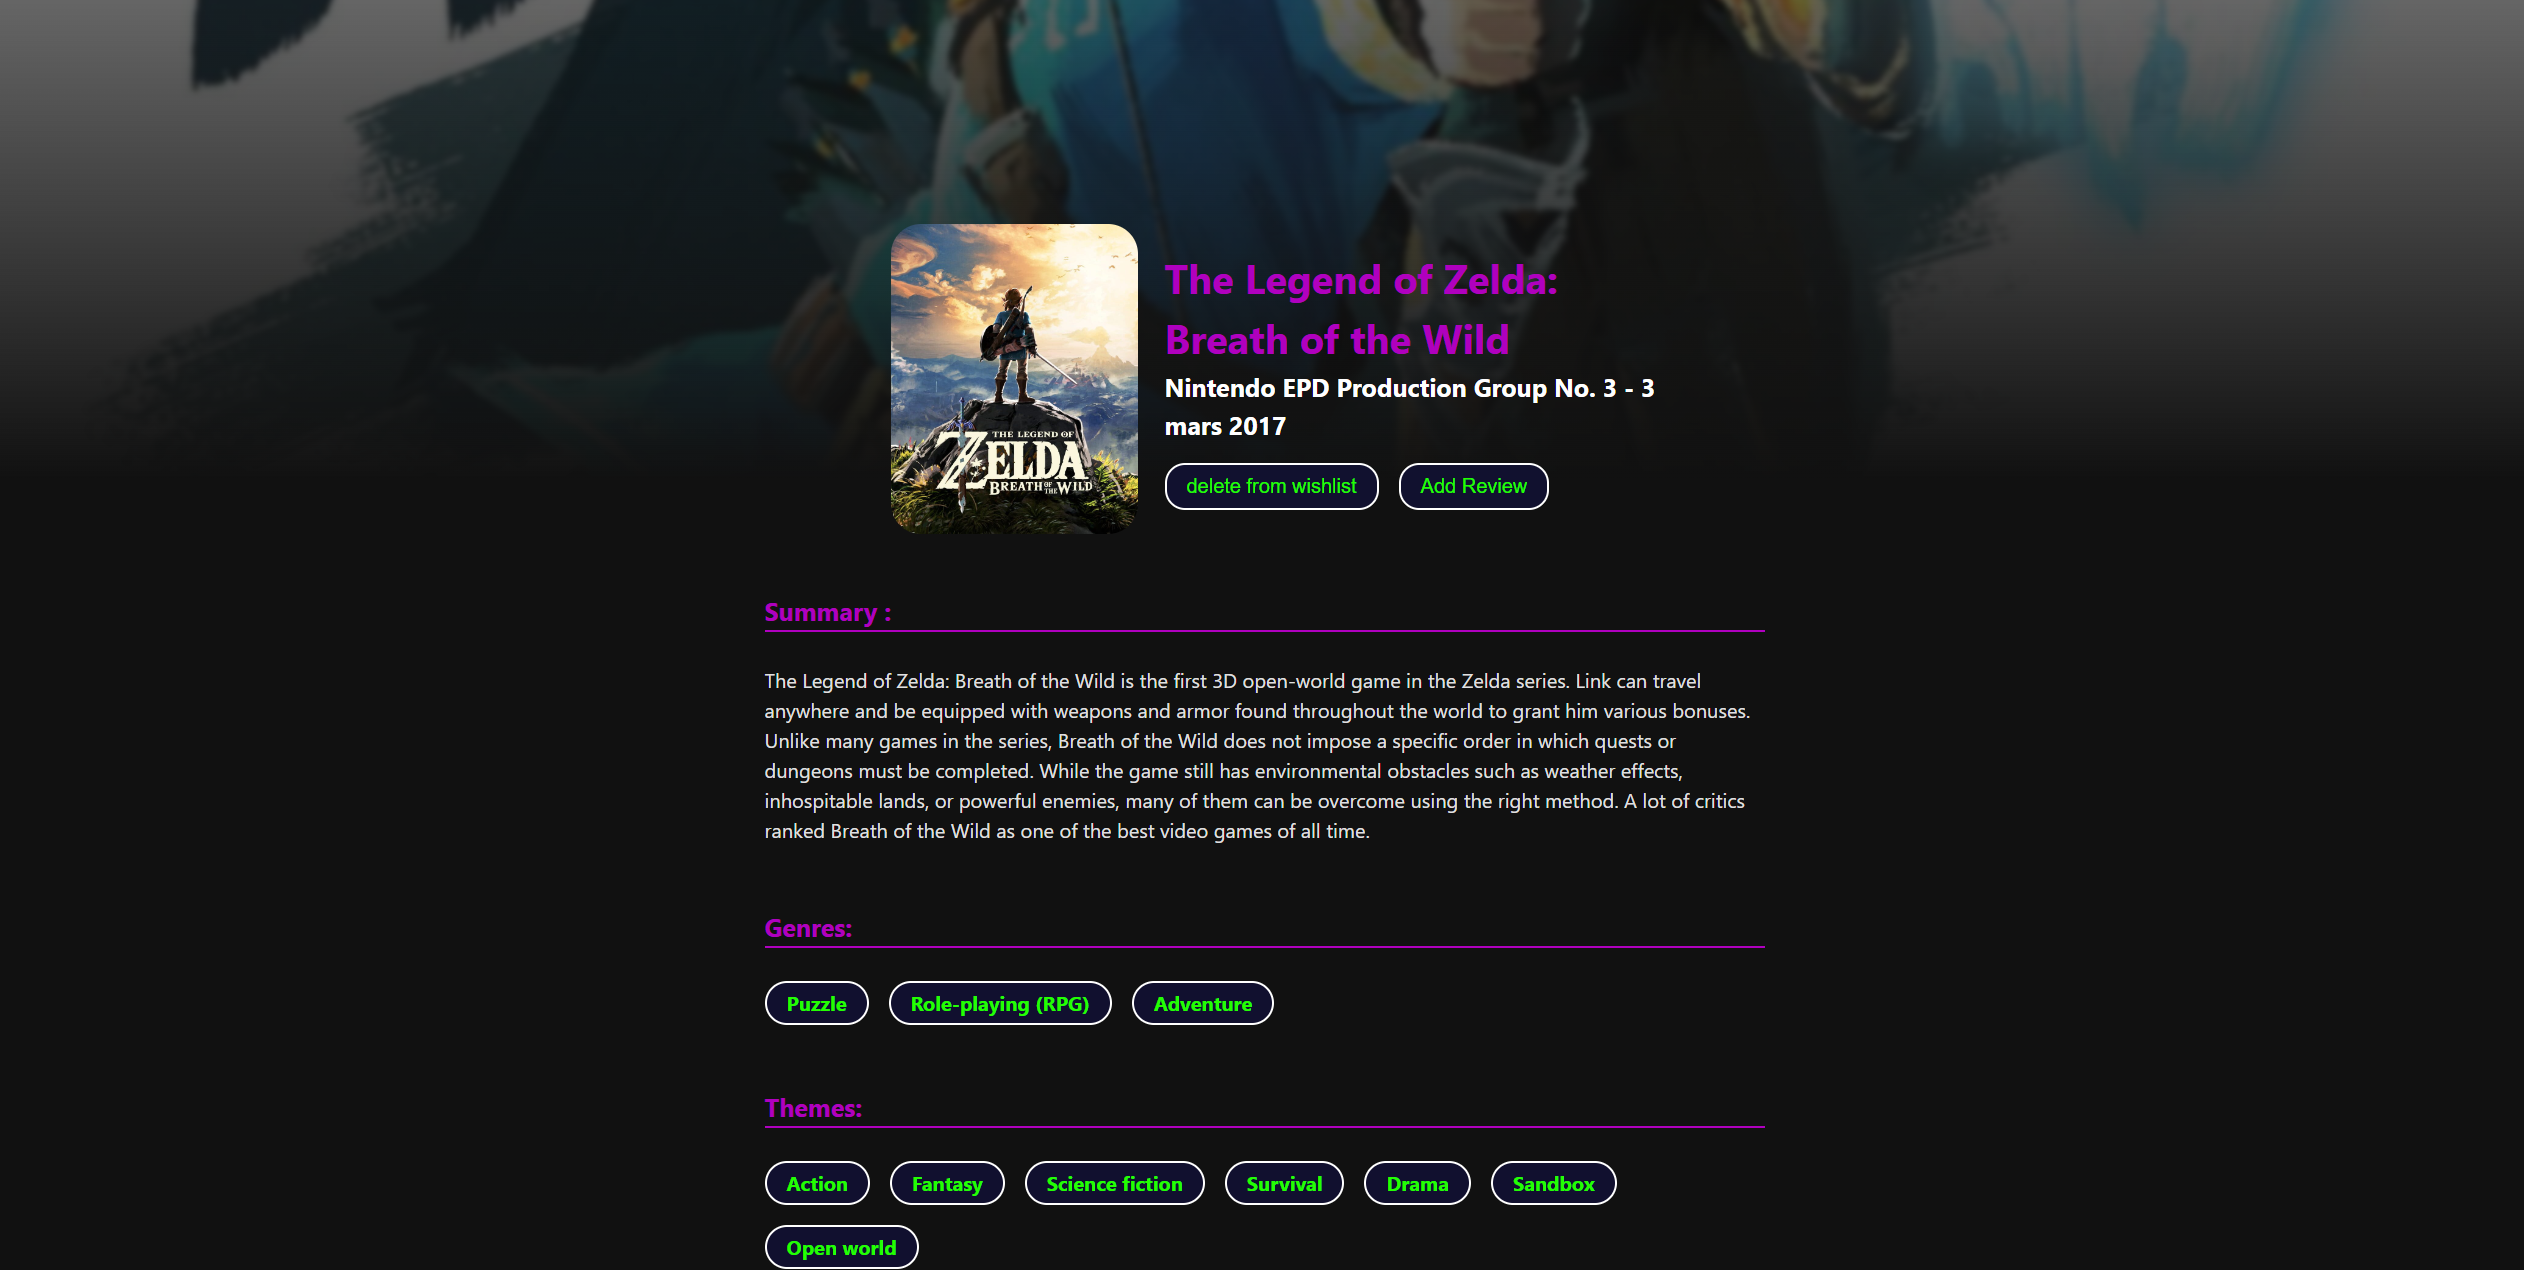 The Legend of Zelda:
Breath of the Wild
Nintendo EPD Production Group No. 3 - 3
mars 2017
THE LEGEND OF
ZELDA
BREATH OF THE WILD
delete from wishlist
Add Review
Summary :
The Legend of Zelda: Breath of the Wild is the first 3D open-world game in the Zelda series. Link can travel
anywhere and be equipped with weapons and armor found throughout the world to grant him various bonuses.
Unlike many games in the series, Breath of the Wild does not impose a specific order in which quests or
dungeons must be completed. While the game still has environmental obstacles such as weather effects,
inhospitable lands, or powerful enemies, many of them can be overcome using the right method. A lot of critics
ranked Breath of the Wild as one of the best video games of all time.
Genres:
Puzzle
Role-playing (RPG)
Adventure
Themes:
Action
Fantasy
Science fiction
Survival
Drama
Sandbox
Open world